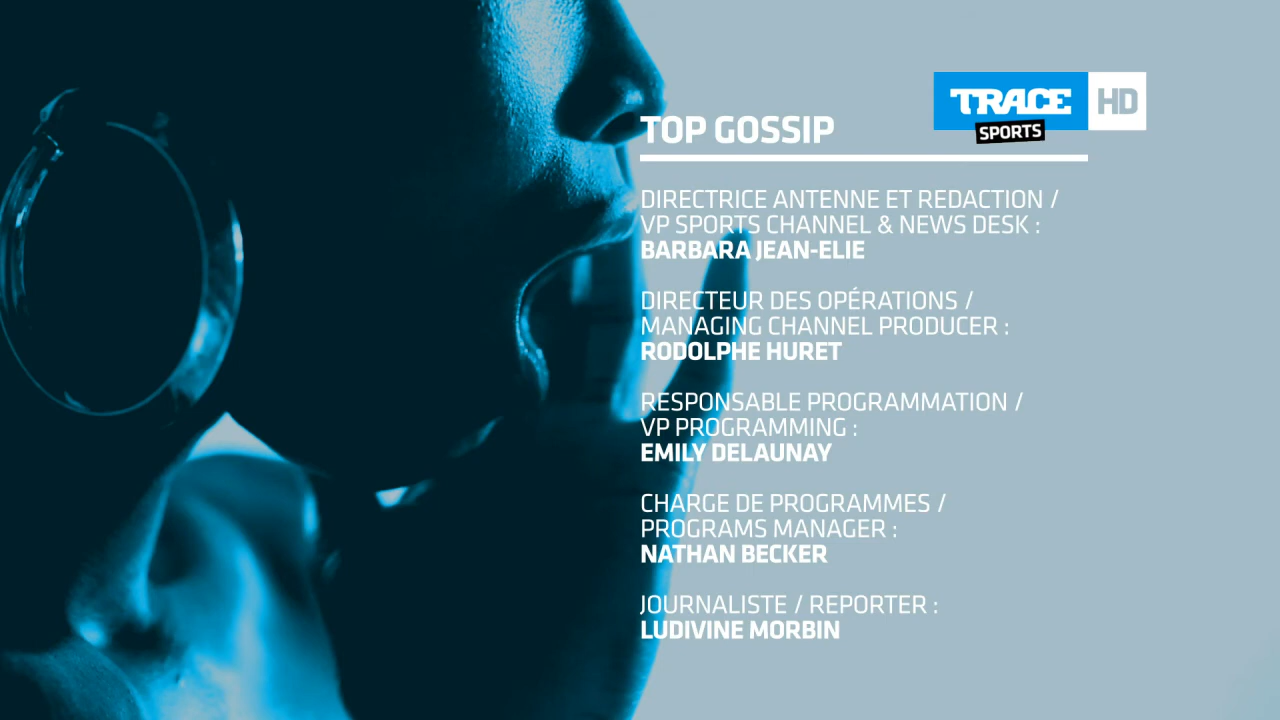 TRACE HD
SPORTS
TOP GOSSIP
DIRECTRICE ANTENNE ET REDACTION /
VP SPORTS CHANNEL & NEWS DESK :
BARBARA JEAN-ELIE
DIRECTEUR DES OPÉRATIONS /
MANAGING CHANNEL PRODUCER :
RODOLPHE HURET
RESPONSABLE PROGRAMMATION /
VP PROGRAMMING :
EMILY DELAUNAY
CHARGE DE PROGRAMMES /
PROGRAMS MANAGER :
NATHAN BECKER
JOURNALISTE / REPORTER :
LUDIVINE MORBIN